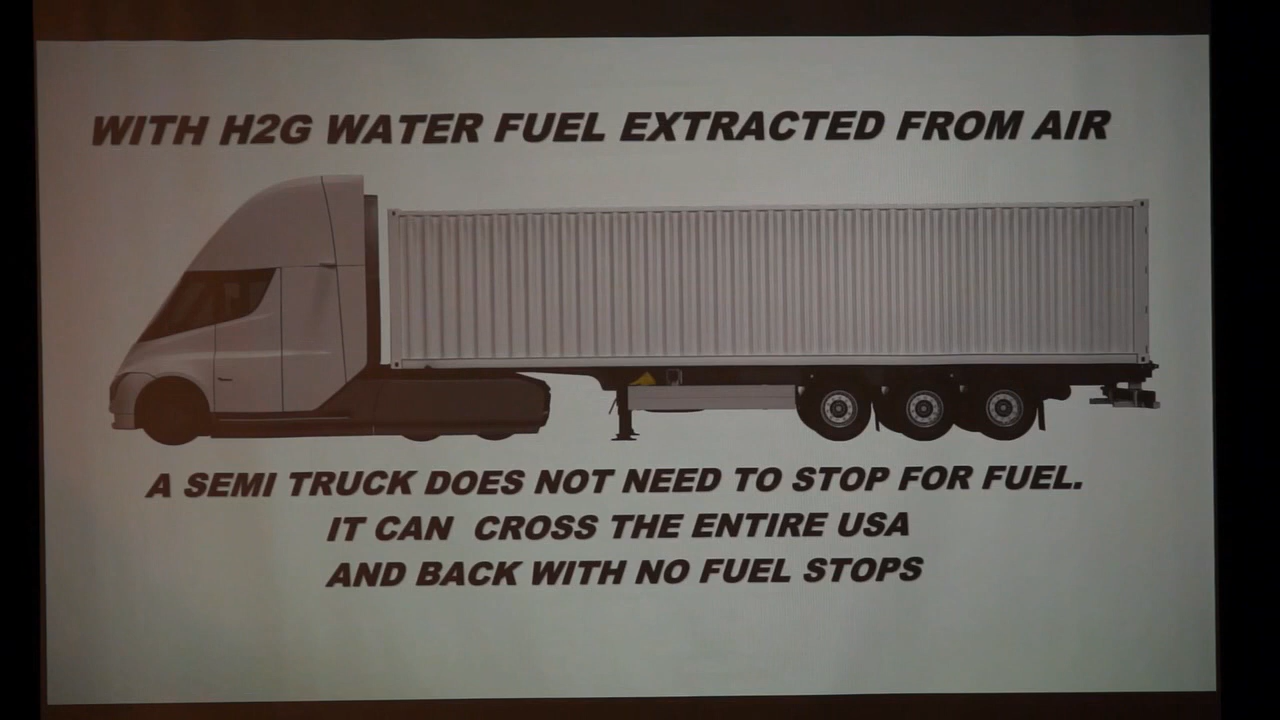 WITH H2G WATER FUEL EXTRACTED FROM AIR
A SEMI TRUCK DOES NOT NEED TO STOP FOR FUEL.
IT CAN CROSS THE ENTIRE USA
AND BACK WITH NO FUEL STOPS